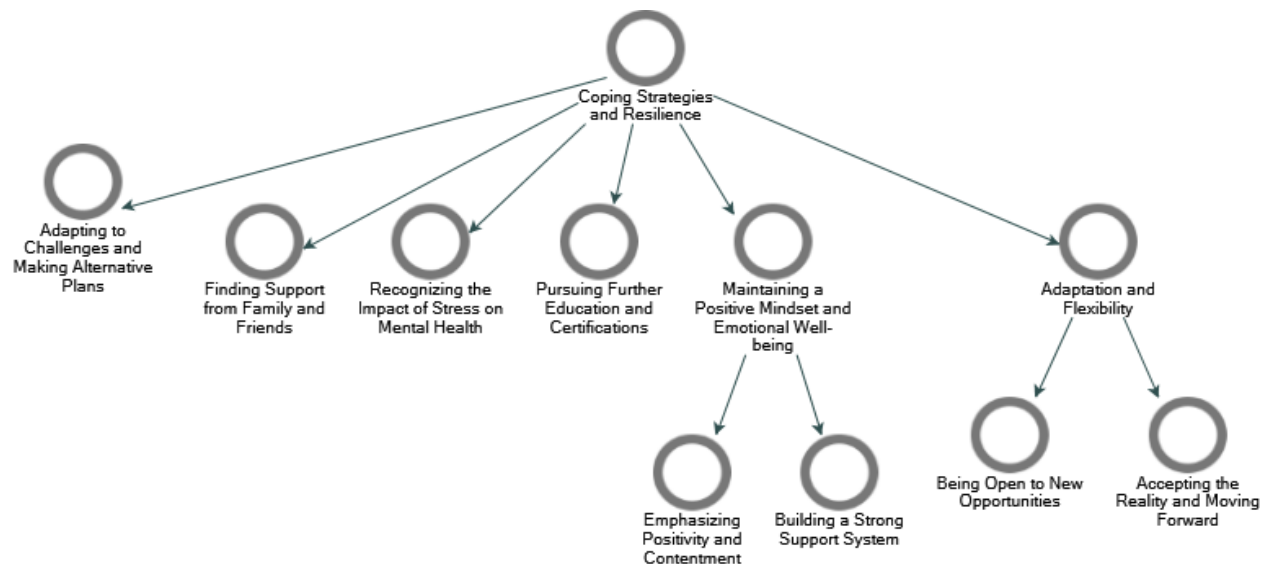 Coping Strategies
and Resilience
Adapting to
Challenges and
Making Alternative
Plans
Finding Support
from Family and
Friends
Recognizing the
Impact of Stress on
Mental Health
Pursuing Further
Education and
Certifications
Maintaining a
Positive Mindset and
Emotional Well-
being
Adaptation and
Flexibility
Emphasizing
Positivity and
Contentment
Building a Strong
Support System
Being Open to New
Opportunities
Accepting the
Reality and Moving
Forward